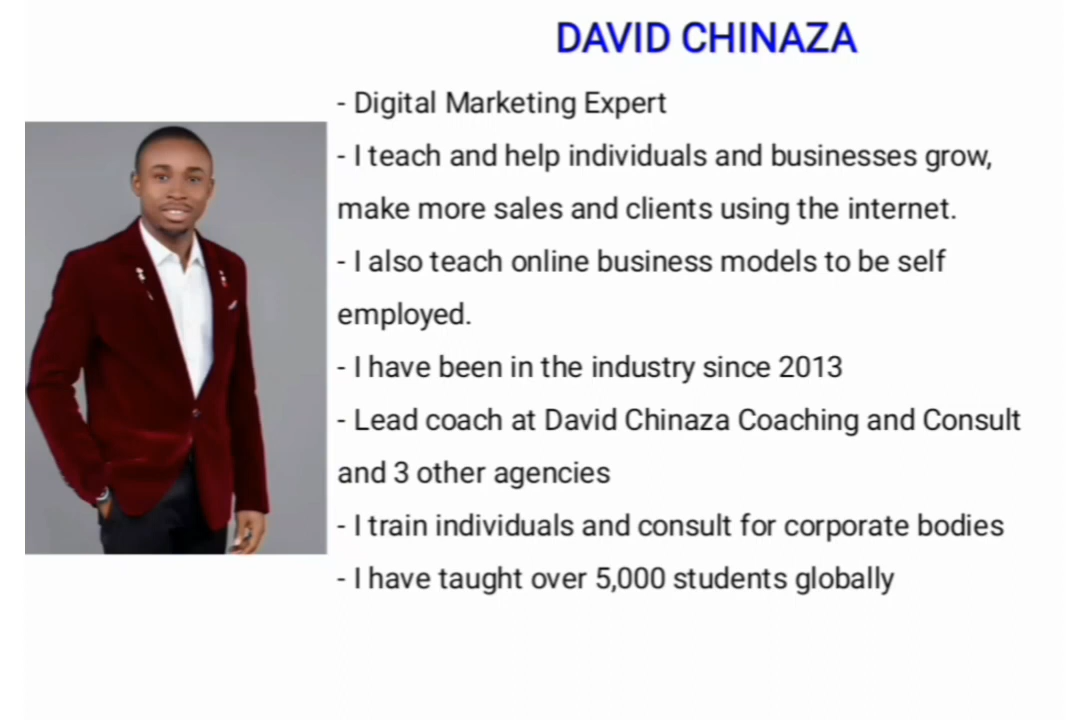 DAVID CHINAZA
- Digital Marketing Expert
- I teach and help individuals and businesses grow,
make more sales and clients using the internet.
- I also teach online business models to be self
employed.
- I have been in the industry since 2013
- Lead coach at David Chinaza Coaching and Consult
and 3 other agencies
- I train individuals and consult for corporate bodies
- I have taught over 5,000 students globally